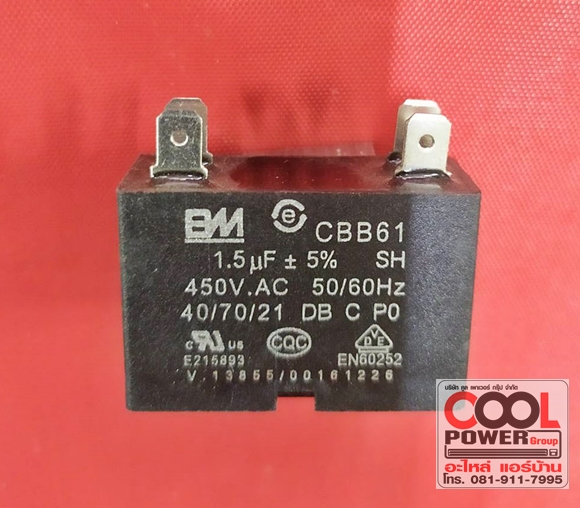 BM e CBB61
1.5µF ± 5% SH
450V.AC 50/60Hz
40/70/21 DB C P0
c UL us CQC D V E
E215893 EN60252
V.13855/00161226
บริษัท คูล เพาเวอร์ กรุ๊ป จำกัด
COOL
POWER Group
อะไหล่ แอร์บ้าน
โทร. 081-911-7995